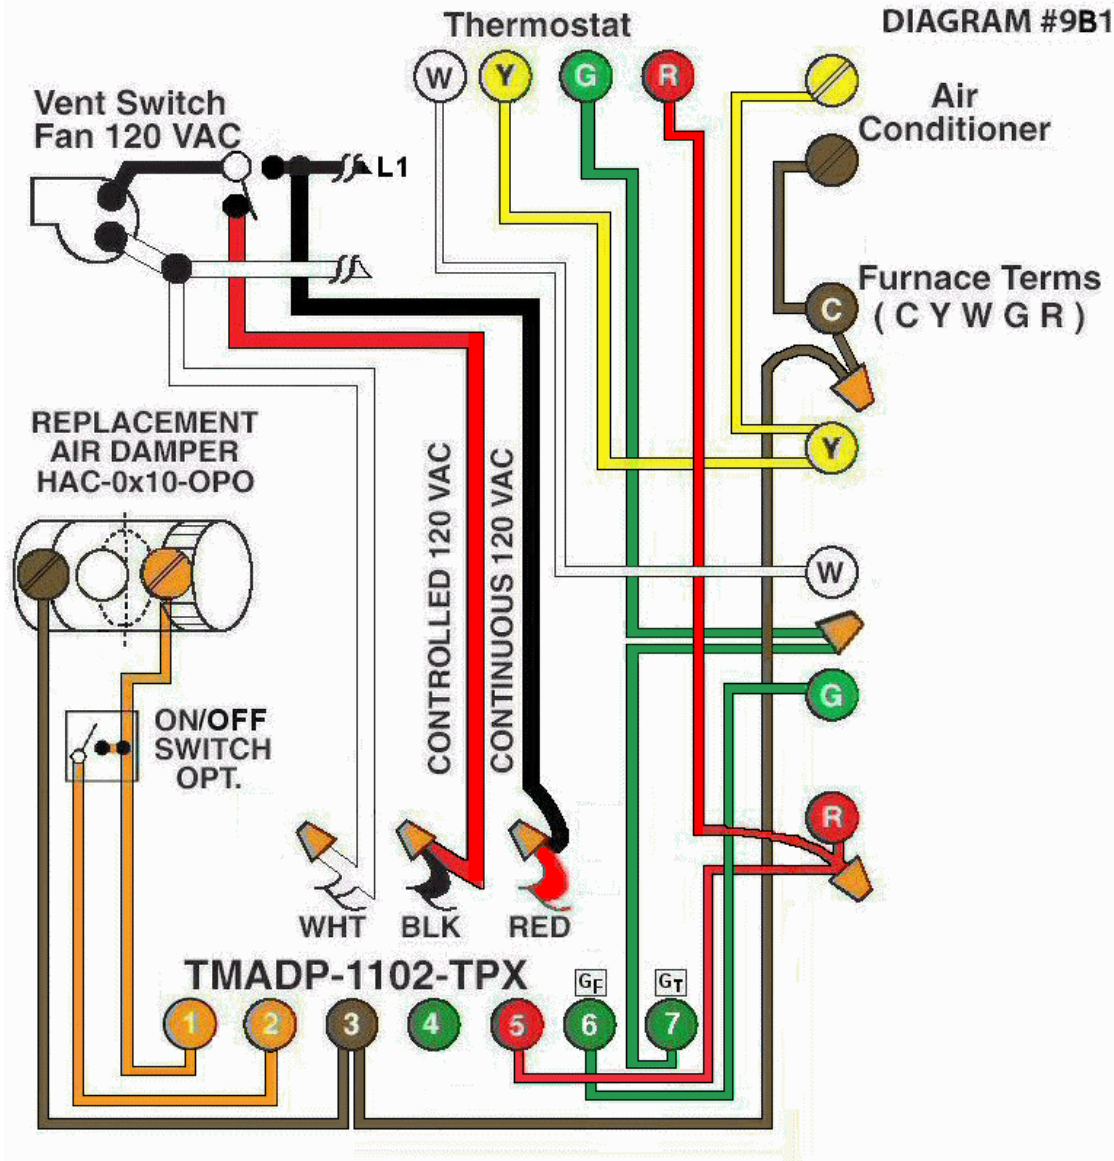 DIAGRAM #9B1
Thermostat
W Y G R
Vent Switch
Fan 120 VAC
L1
Air
Conditioner
Furnace Terms
( C Y W G R )
C
Y
W
G
R
REPLACEMENT
AIR DAMPER
HAC-0x10-OPO
CONTROLLED 120 VAC
CONTINUOUS 120 VAC
ON/OFF
SWITCH
OPT.
WHT BLK RED
TMADP-1102-TPX
GF GT
1 2 3 4 5 6 7